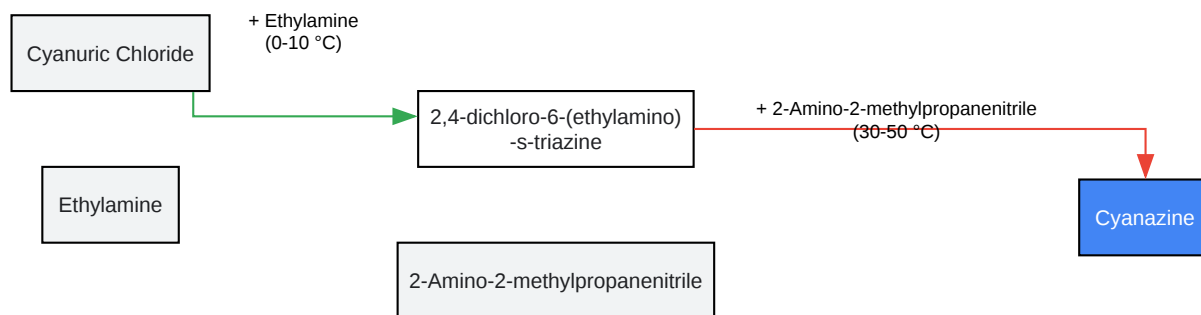 + Ethylamine
(0-10 °C)
Cyanuric Chloride
2,4-dichloro-6-(ethylamino)
-s-triazine
+ 2-Amino-2-methylpropanenitrile
(30-50 °C)
Ethylamine
Cyanazine
2-Amino-2-methylpropanenitrile